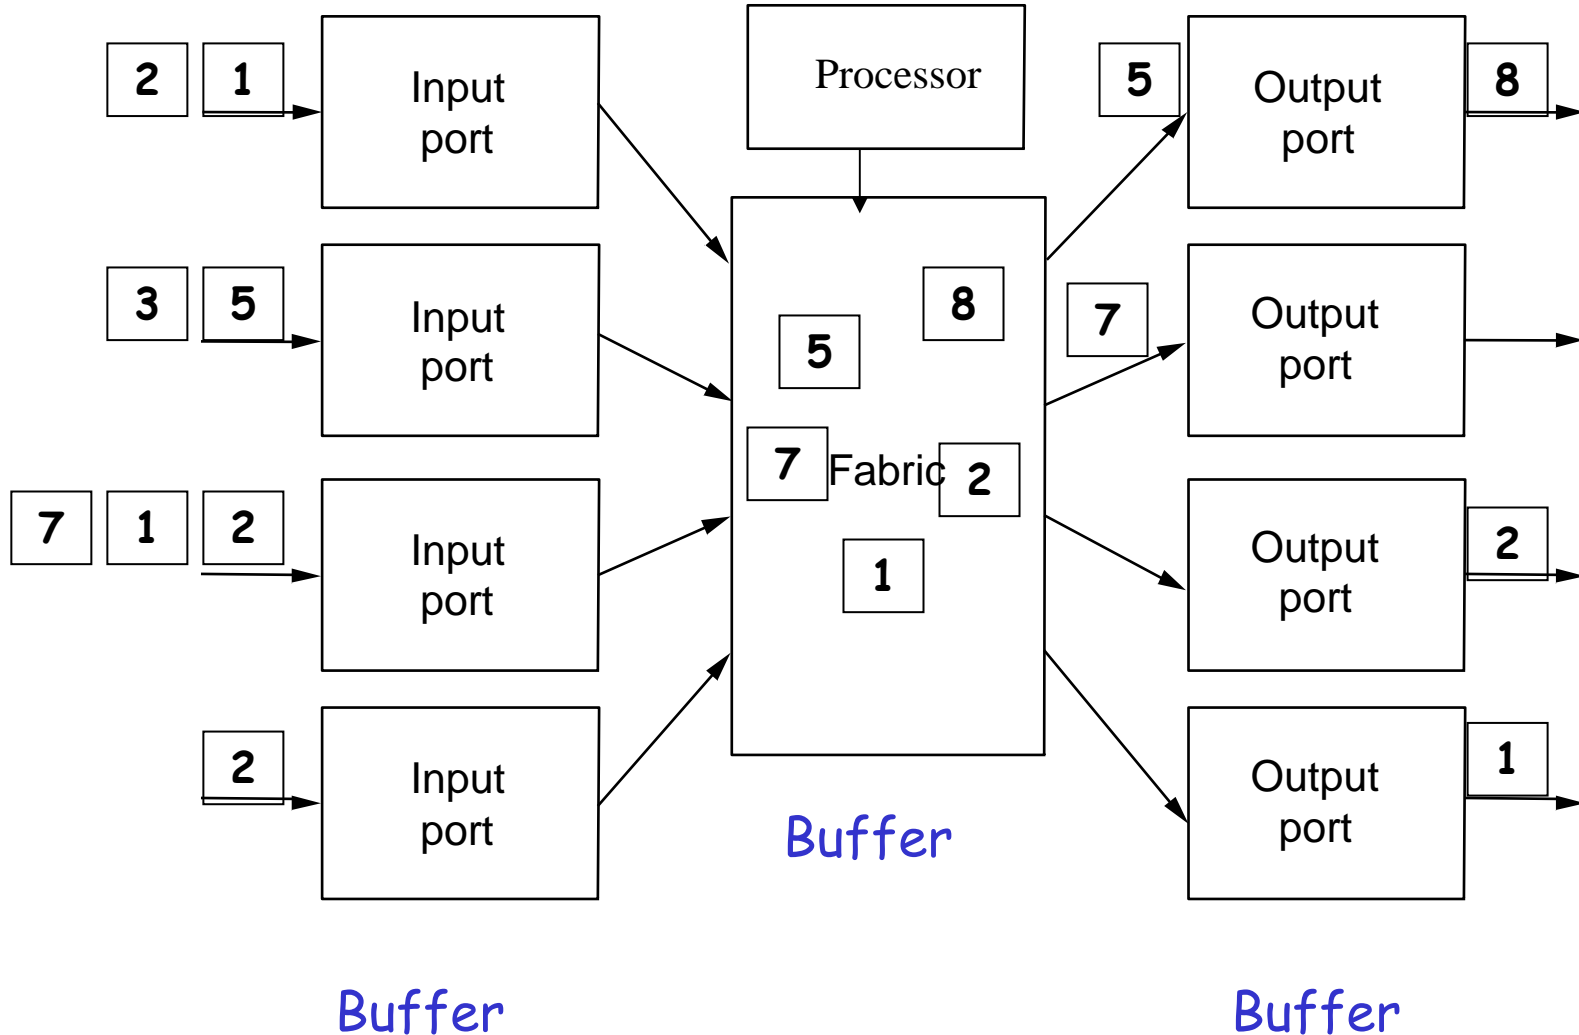 2 1
Input
port
Processor
5
Output
port
8
3 5
Input
port
8
5
7
Output
port
7 1 2
Input
port
7
Fabric
2
1
Output
port
2
2
Input
port
Output
port
1
Buffer
Buffer
Buffer